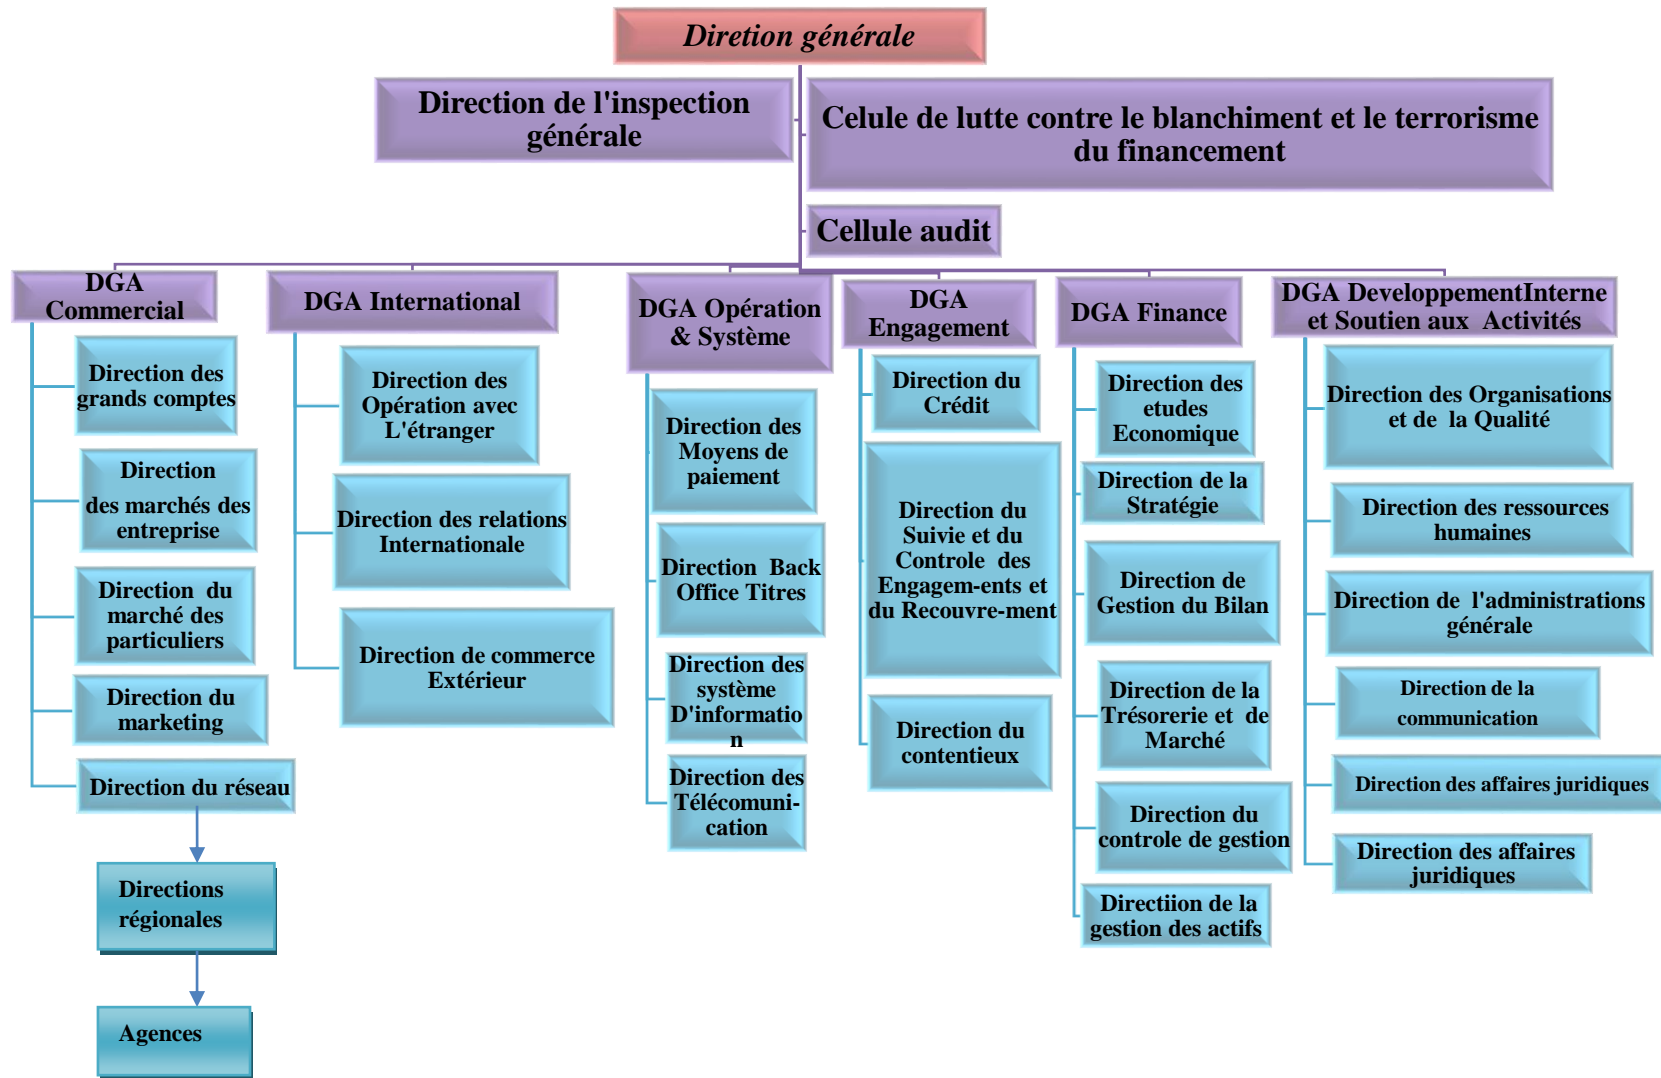 Diretion générale
Direction de l'inspection
générale
Celule de lutte contre le blanchiment et le terrorisme
du financement
Cellule audit
DGA
Commercial
Direction des
grands comptes
Direction
des marchés des
entreprise
Direction du
marché des
particuliers
Direction du
marketing
Direction du réseau
Directions
régionales
Agences
DGA International
Direction des
Opération avec
L'étranger
Direction des relations
Internationale
Direction de commerce
Extérieur
DGA Opération
& Système
Direction des
Moyens de
paiement
Direction Back
Office Titres
Direction des
système
D'informatio
n
Direction des
Télécomuni-
cation
DGA
Engagement
Direction du
Crédit
Direction du
Suivie et du
Controle des
Engagem-ents et
du Recouvre-ment
Direction du
contentieux
DGA Finance
Direction des
etudes
Economique
Direction de la
Stratégie
Direction de
Gestion du Bilan
Direction de la
Trésorerie et de
Marché
Direction du
controle de gestion
Directiion de la
gestion des actifs
DGA DeveloppementInterne
et Soutien aux Activités
Direction des Organisations
et de la Qualité
Direction des ressources
humaines
Direction de l'administrations
générale
Direction de la
communication
Direction des affaires juridiques
Direction des affaires
juridiques